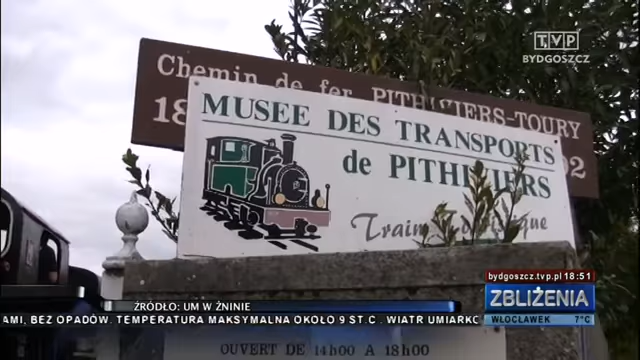 TVP
BYDGOSZCZ
Chemin de fer PITHIVIERS-TOURY
MUSEE DES TRANSPORTS
de PITHIVIERS
Train
bydgoszcz.tvp.pl 18:51
ZBLIŻENIA
WŁOCŁAWEK 7°C
ŹRÓDŁO: UM W ŻNINIE
AMI, BEZ OPADÓW. TEMPERATURA MAKSYMALNA OKOŁO 9 ST C. WIATR UMIARKO
OUVERT DE 14H00 A 18H00